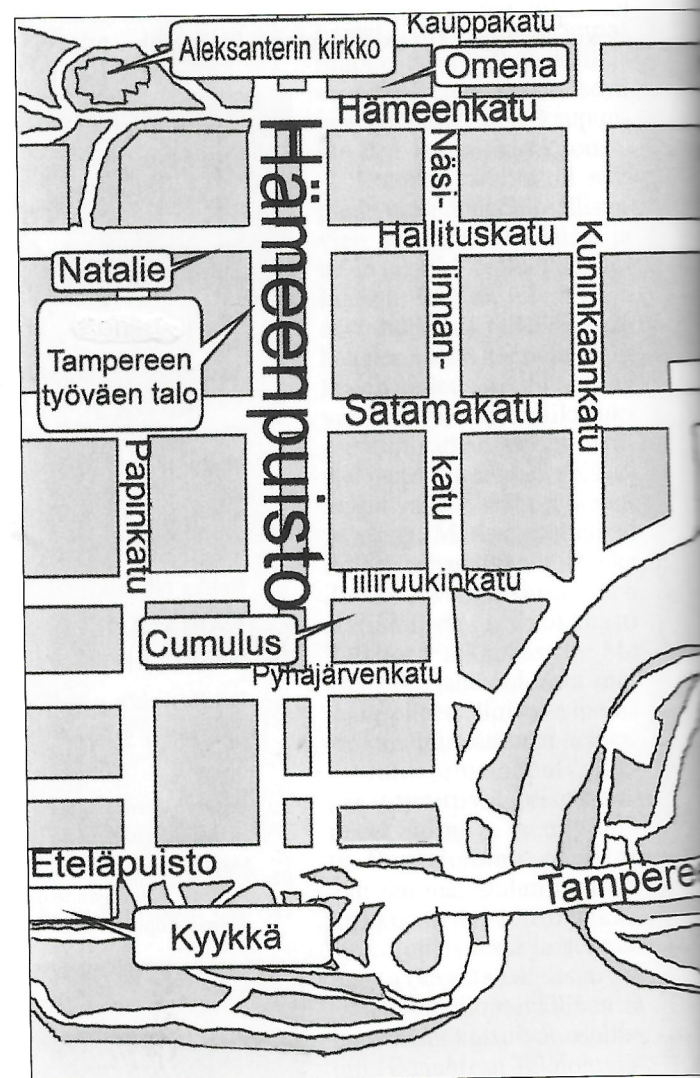 Kauppakatu
Aleksanterin kirkko
Omena
Hämeenkatu
Hämeenpuisto
Näsi-
linnan-
katu
Hallituskatu
Kuninkaankatu
Natalie
Tampereen
työväen talo
Satamakatu
Papinkatu
Tiiliruukinkatu
Cumulus
Pyhäjärvenkatu
Eteläpuisto
Tampere
Kyykkä